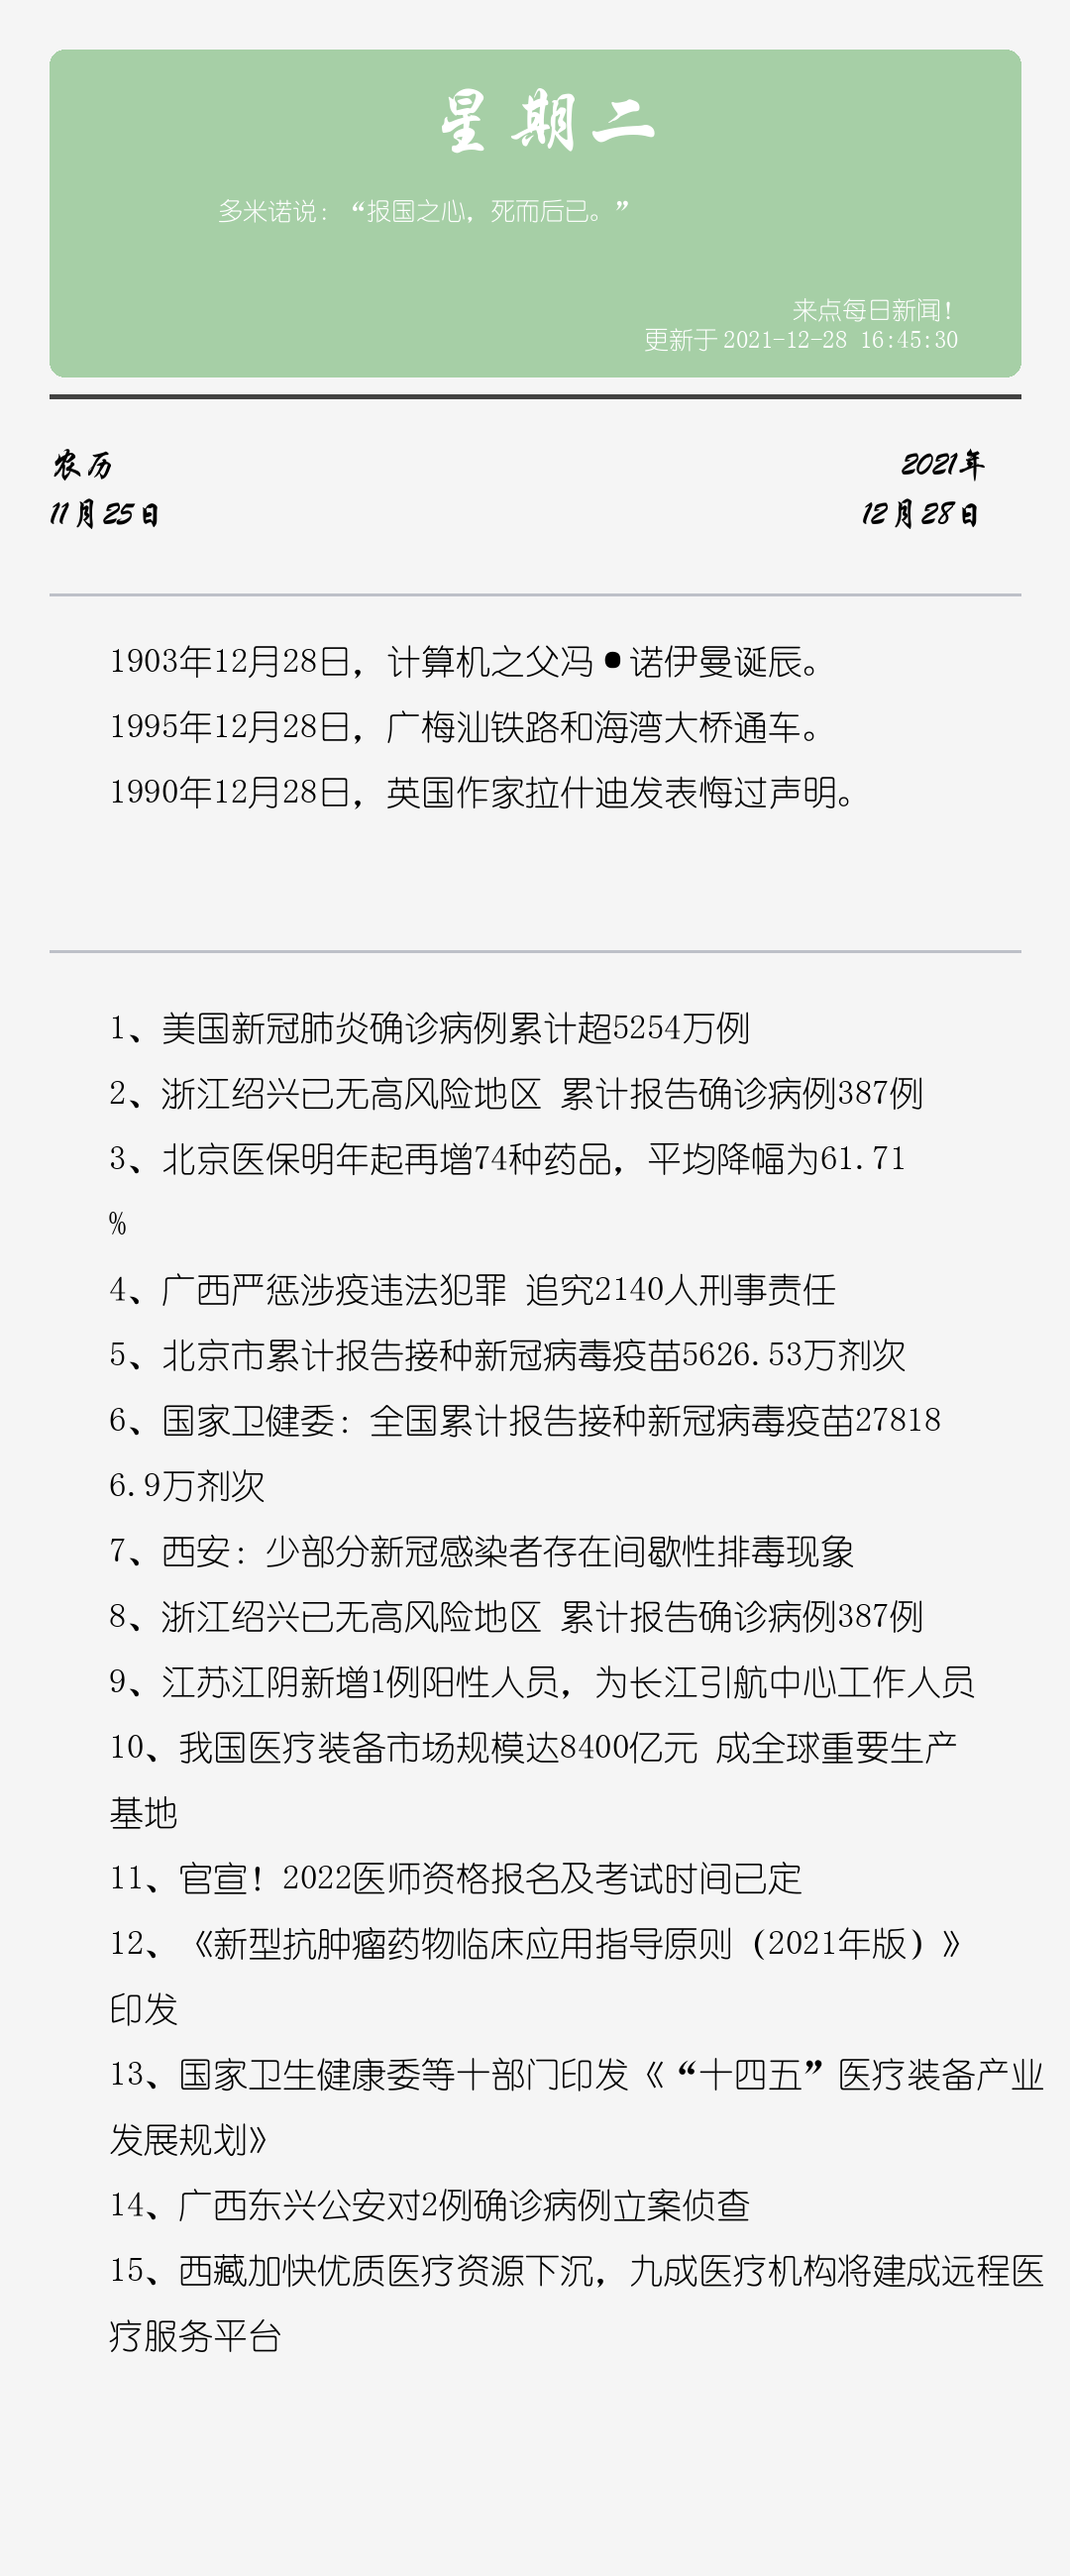 星期二
多米诺说：“报国之心，死而后已。”
来点每日新闻！
更新于 2021-12-28 16:45:30
农历
2021年
11月25日
12月28日
1903年12月28日，计算机之父冯•诺伊曼诞辰。
1995年12月28日，广梅汕铁路和海湾大桥通车。
1990年12月28日，英国作家拉什迪发表悔过声明。
1、美国新冠肺炎确诊病例累计超5254万例
2、浙江绍兴已无高风险地区 累计报告确诊病例387例
3、北京医保明年起再增74种药品，平均降幅为61.71
%
4、广西严惩涉疫违法犯罪 追究2140人刑事责任
5、北京市累计报告接种新冠病毒疫苗5626.53万剂次
6、国家卫健委：全国累计报告接种新冠病毒疫苗27818
6.9万剂次
7、西安：少部分新冠感染者存在间歇性排毒现象
8、浙江绍兴已无高风险地区 累计报告确诊病例387例
9、江苏江阴新增1例阳性人员，为长江引航中心工作人员
10、我国医疗装备市场规模达8400亿元 成全球重要生产
基地
11、官宣！2022医师资格报名及考试时间已定
12、《新型抗肿瘤药物临床应用指导原则（2021年版）》
印发
13、国家卫生健康委等十部门印发《“十四五”医疗装备产业
发展规划》
14、广西东兴公安对2例确诊病例立案侦查
15、西藏加快优质医疗资源下沉，九成医疗机构将建成远程医
疗服务平台